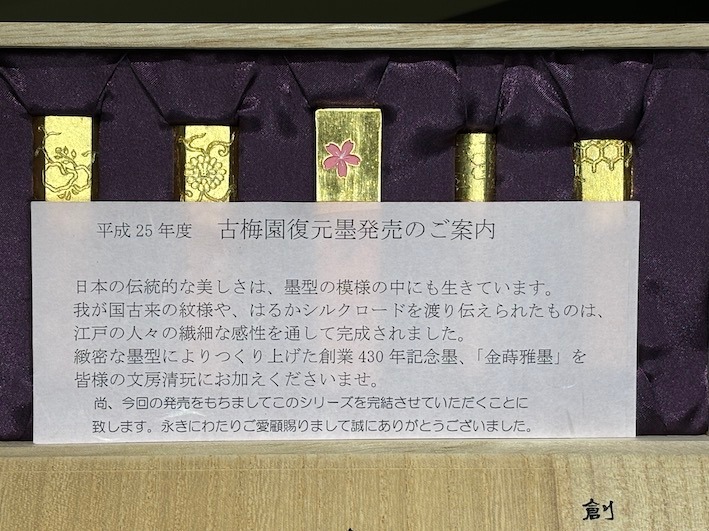 平成25年度 古梅園復元墨発売のご案内
日本の伝統的な美しさは、墨型の模様の中にも生きています。
我が国古来の紋様や、はるかシルクロードを渡り伝えられたものは、
江戸の人々の繊細な感性を通して完成されました。
緻密な墨型によりつくり上げた創業430年記念墨、「金蒔雅墨」を
皆様の文房清玩にお加えくださいませ。
尚、今回の発売をもちましてこのシリーズを完結させていただくことに
致します。永きにわたりご愛顧賜りまして誠にありがとうございました。
創